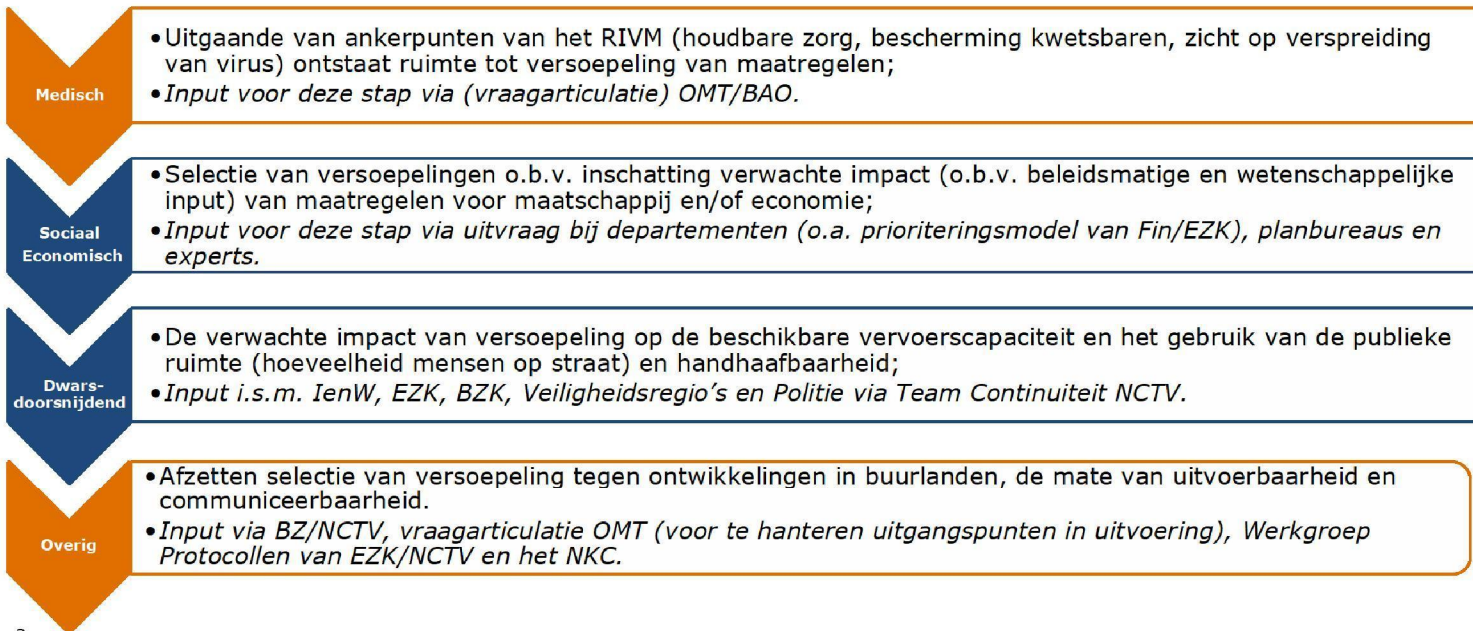 Medisch
•Uitgaande van ankerpunten van het RIVM (houdbare zorg, bescherming kwetsbaren, zicht op verspreiding
van virus) ontstaat ruimte tot versoepeling van maatregelen;
•Input voor deze stap via (vraagarticulatie) OMT/BAO.
Sociaal
Economisch
•Selectie van versoepelingen o.b.v. inschatting verwachte impact (o.b.v. beleidsmatige en wetenschappelijke
input) van maatregelen voor maatschappij en/of economie;
•Input voor deze stap via uitvraag bij departementen (o.a. prioriteringsmodel van Fin/EZK), planbureaus en
experts.
Dwars-
doorsnijdend
•De verwachte impact van versoepeling op de beschikbare vervoerscapaciteit en het gebruik van de publieke
ruimte (hoeveelheid mensen op straat) en handhaafbaarheid;
•Input i.s.m. IenW, EZK, BZK, Veiligheidsregio's en Politie via Team Continuiteit NCTV.
Overig
•Afzetten selectie van versoepeling tegen ontwikkelingen in buurlanden, de mate van uitvoerbaarheid en
communiceerbaarheid.
•Input via BZ/NCTV, vraagarticulatie OMT (voor te hanteren uitgangspunten in uitvoering), Werkgroep
Protocollen van EZK/NCTV en het NKC.